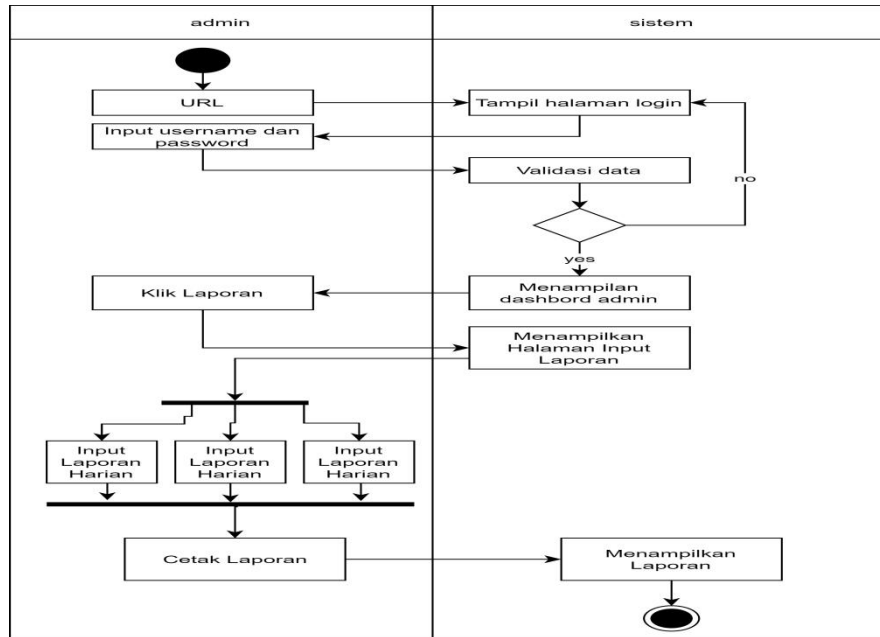 admin
sistem
URL
Tampil halaman login
Input username dan
password
Validasi data
no
yes
Klik Laporan
Menampilan
dashbord admin
Menampilkan
Halaman Input
Laporan
Input
Laporan
Harian
Input
Laporan
Harian
Input
Laporan
Harian
Cetak Laporan
Menampilkan
Laporan